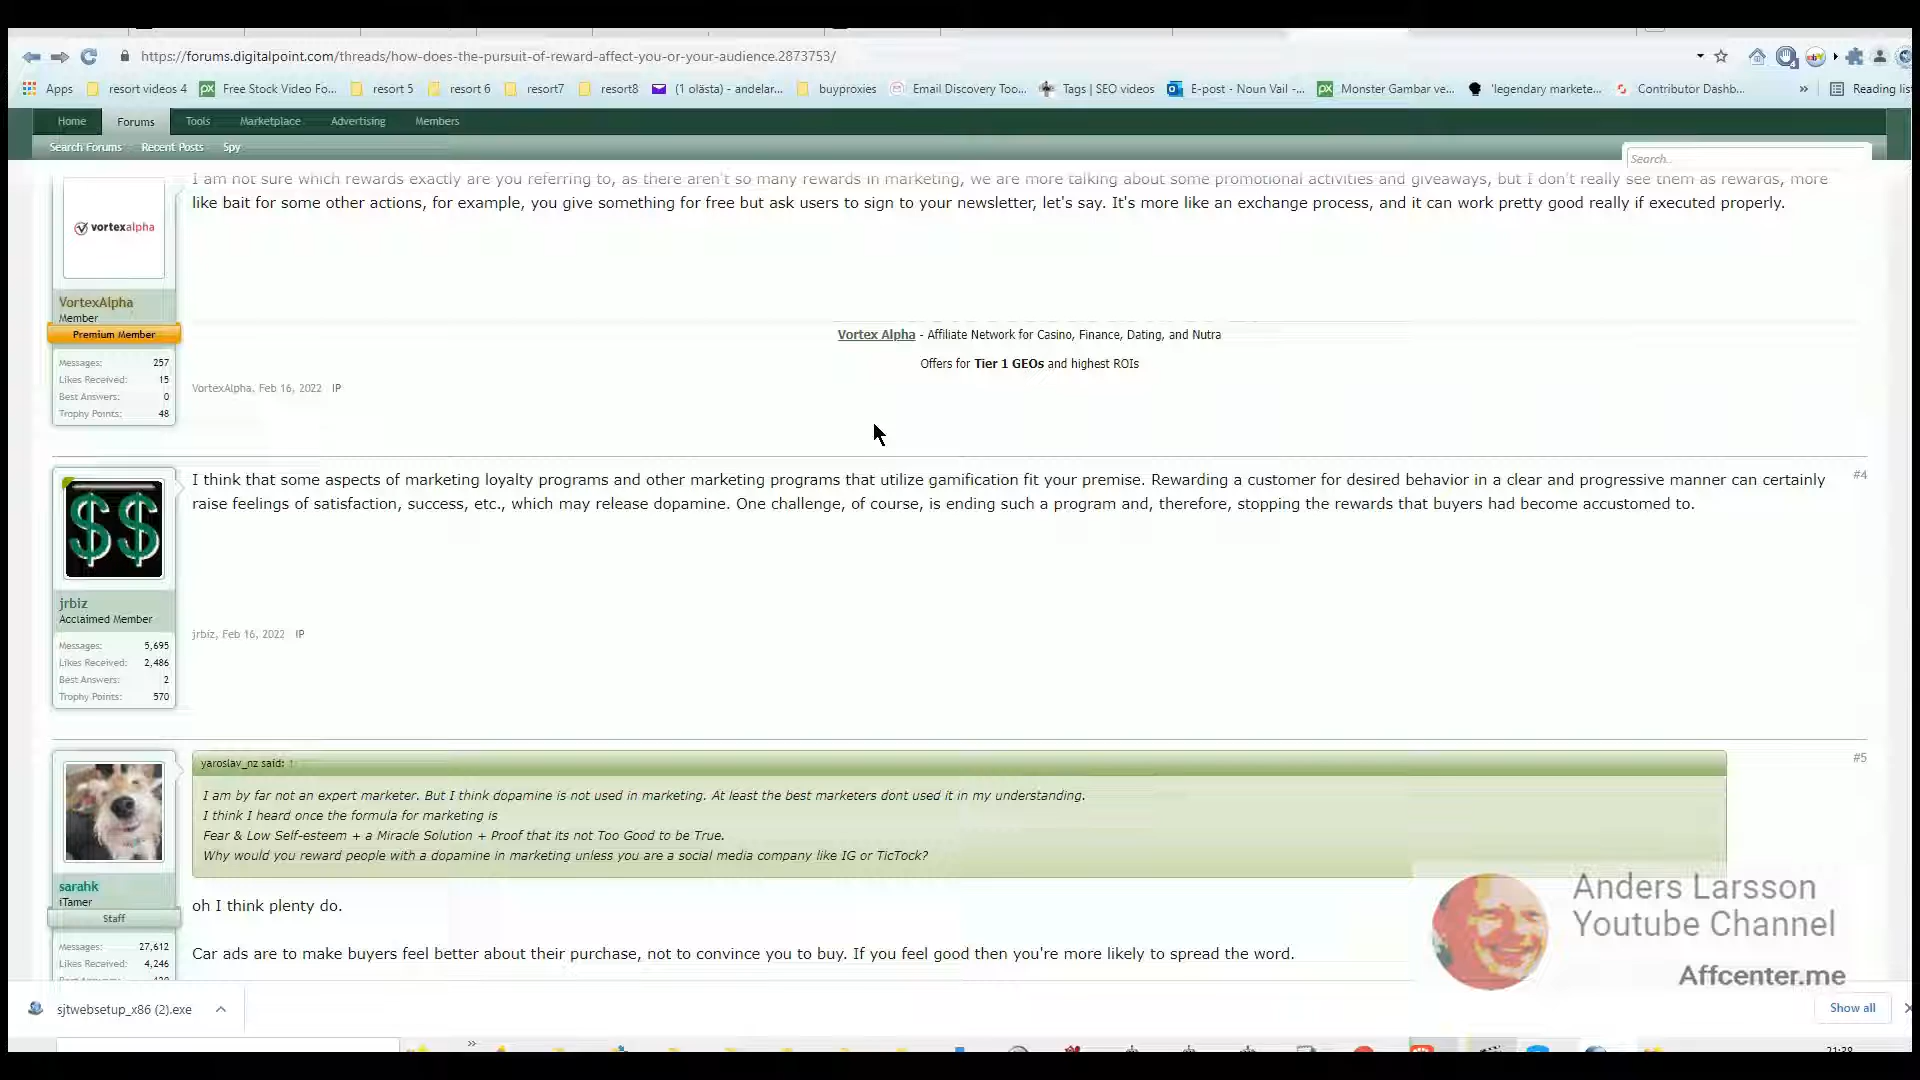 https://forums.digitalpoint.com/threads/how-does-the-pursuit-of-reward-affect-you-or-your-audience.2873753/
Apps resort videos 4 Free Stock Video Fo... resort 5 resort 6 resort7 resort8 (1 olästa) - andelar... buyproxies Email Discovery Too... Tags | SEO videos E-post - Noun Vail -... Monster Gambar ve... 'legendary markete... Contributor Dashb... » Reading list
Home Forums Tools Marketplace Advertising Members
Search Forums Recent Posts Spy
Search..
I am not sure which rewards exactly are you referring to, as there aren't so many rewards in marketing, we are more talking about some promotional activities and giveaways, but I don't really see them as rewards, more
like bait for some other actions, for example, you give something for free but ask users to sign to your newsletter, let's say. It's more like an exchange process, and it can work pretty good really if executed properly.
vortexalpha
VortexAlpha
Member
Premium Member
Messages: 257
Likes Received: 15
Best Answers: 0
Trophy Points: 48
Vortex Alpha - Affiliate Network for Casino, Finance, Dating, and Nutra
Offers for Tier 1 GEOs and highest ROIs
VortexAlpha, Feb 16, 2022 IP
I think that some aspects of marketing loyalty programs and other marketing programs that utilize gamification fit your premise. Rewarding a customer for desired behavior in a clear and progressive manner can certainly
raise feelings of satisfaction, success, etc., which may release dopamine. One challenge, of course, is ending such a program and, therefore, stopping the rewards that buyers had become accustomed to.
#4
$$
jrbiz
Acclaimed Member
Messages: 5,695
Likes Received: 2,486
Best Answers: 2
Trophy Points: 570
jrbiz, Feb 16, 2022 IP
yaroslav_nz said: ↑
#5
I am by far not an expert marketer. But I think dopamine is not used in marketing. At least the best marketers dont used it in my understanding.
I think I heard once the formula for marketing is
Fear & Low Self-esteem + a Miracle Solution + Proof that its not Too Good to be True.
Why would you reward people with a dopamine in marketing unless you are a social media company like IG or TicTock?
sarahk
iTamer
Staff
Messages: 27,612
Likes Received: 4,246
oh I think plenty do.
Car ads are to make buyers feel better about their purchase, not to convince you to buy. If you feel good then you're more likely to spread the word.
Anders Larsson
Youtube Channel
Affcenter.me
sjtwebsetup_x86 (2).exe
Show all
»